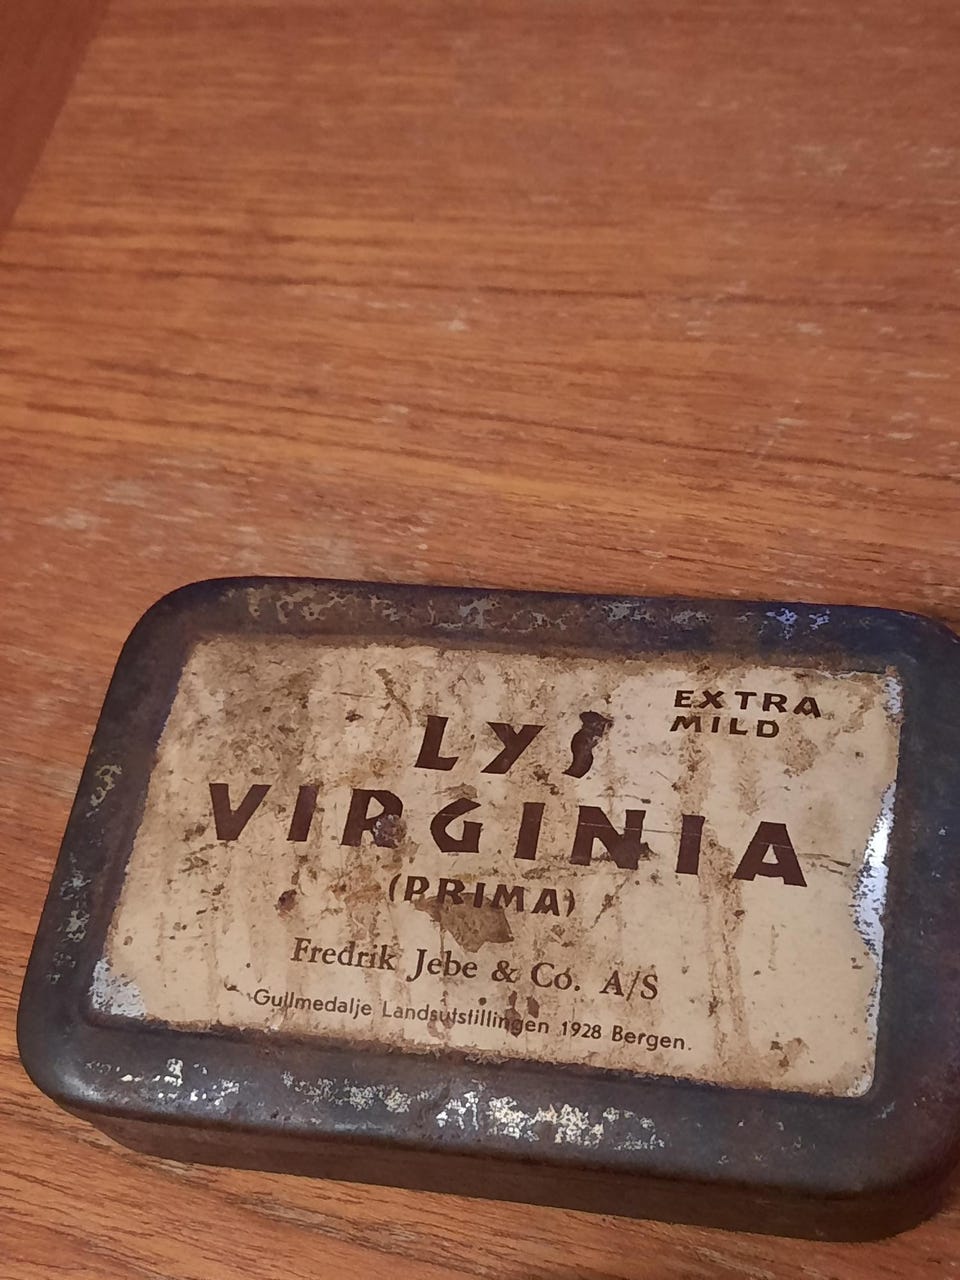 EXTRA
MILD
LYS
VIRGINIA
(PRIMA)
Fredrik Jebe & Co. A/S
Gullmedalje Landsutstillingen 1928 Bergen.